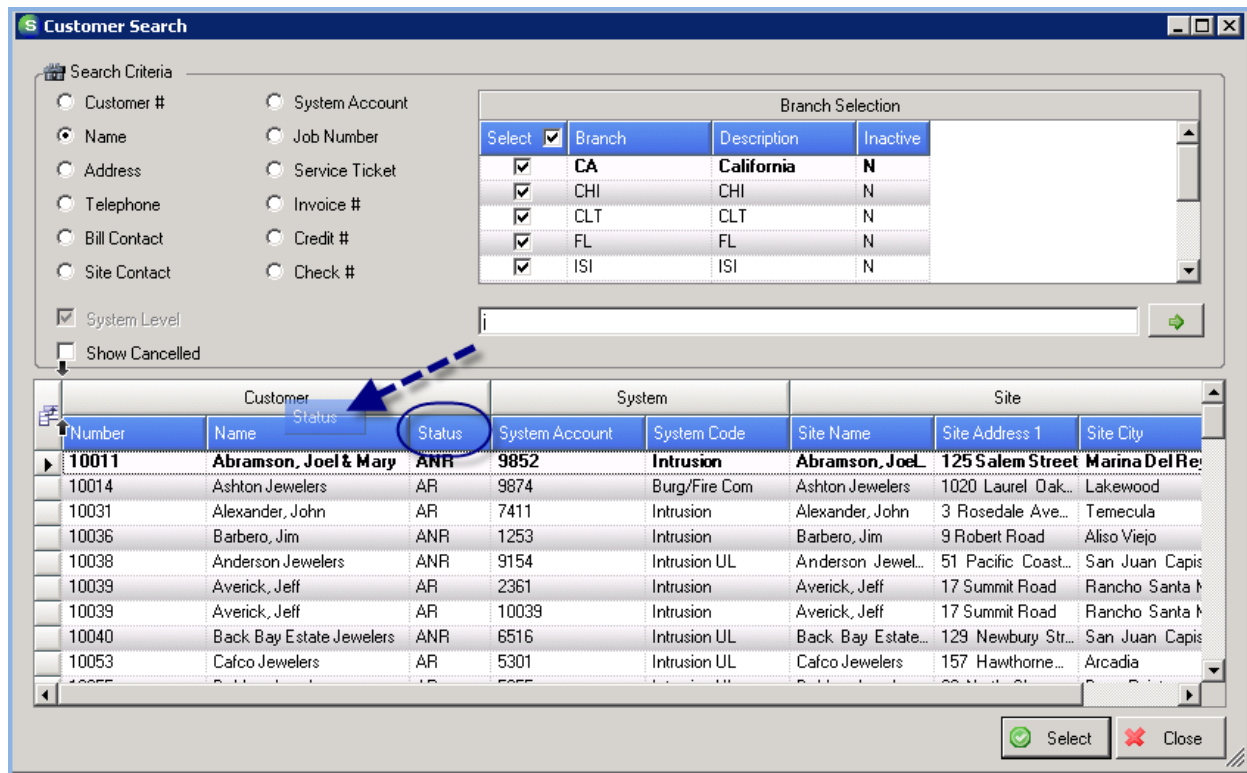 Customer Search
Search Criteria
Customer # System Account
Name Job Number
Address Service Ticket
Telephone Invoice #
Bill Contact Credit #
Site Contact Check #
System Level
Show Cancelled
Branch Selection
Select Branch Description Inactive
CA California N
CHI CHI N
CLT CLT N
FL FL N
ISI ISI N
i
Customer System Site
Status
Number Name Status System Account System Code Site Name Site Address 1 Site City
10011 Abramson, Joel & Mary ANR 9852 Intrusion Abramson, Joel... 125 Salem Street Marina Del Rey
10014 Ashton Jewelers AR 9874 Burg/Fire Com Ashton Jewelers 1020 Laurel Oak... Lakewood
10031 Alexander, John AR 7411 Intrusion Alexander, John 3 Rosedale Ave... Temecula
10036 Barbero, Jim ANR 1253 Intrusion Barbero, Jim 9 Robert Road Aliso Viejo
10038 Anderson Jewelers ANR 9154 Intrusion UL Anderson Jewel... 51 Pacific Coast... San Juan Capis
10039 Averick, Jeff AR 2361 Intrusion Averick, Jeff 17 Summit Road Rancho Santa M
10039 Averick, Jeff AR 10039 Intrusion Averick, Jeff 17 Summit Road Rancho Santa M
10040 Back Bay Estate Jewelers ANR 6516 Intrusion UL Back Bay Estate... 129 Newbury Str... San Juan Capis
10053 Cafco Jewelers AR 5301 Intrusion UL Cafco Jewelers 157 Hawthorne... Arcadia
Select Close